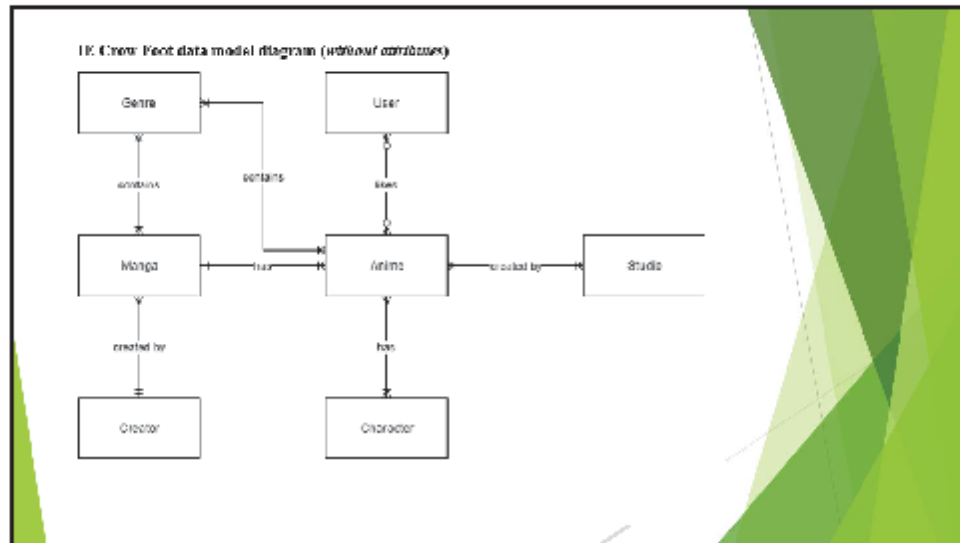 IE Crow Foot data model diagram (without attributes)
Genre
User
contains
contains
uses
Manga
has
Anime
created by
Studio
created by
has
Creator
Character